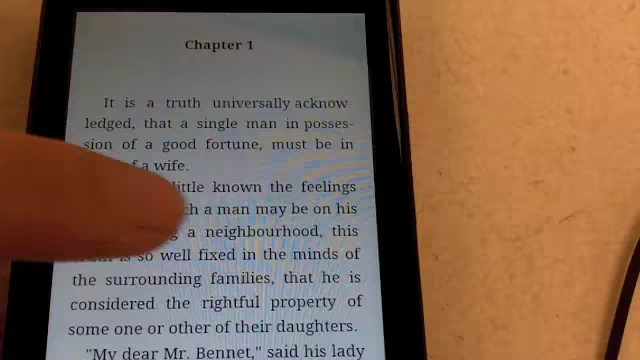 Chapter 1
It is a truth universally acknow-
ledged, that a single man in posses-
sion of a good fortune, must be in
of a wife.
little known the feelings
a man may be on his
a neighbourhood, this
is so well fixed in the minds of
the surrounding families, that he is
considered the rightful property of
some one or other of their daughters.
"My dear Mr. Bennet," said his lady